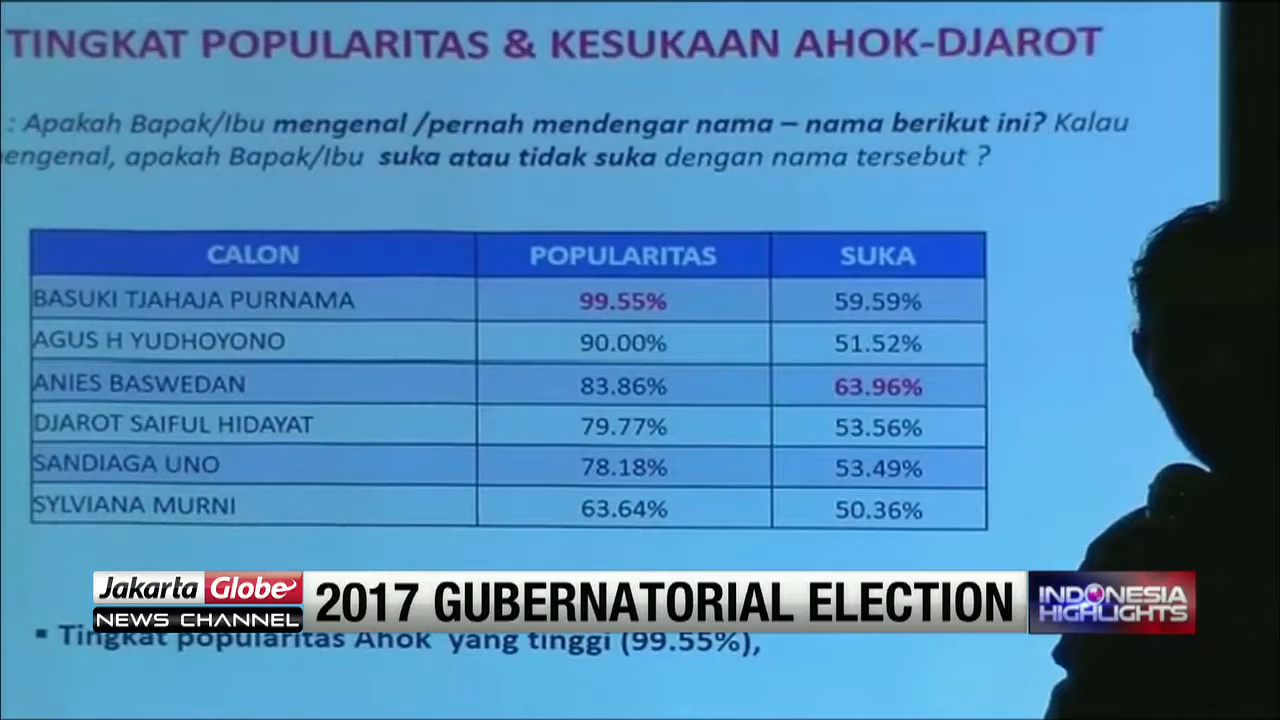 TINGKAT POPULARITAS & KESUKAAN AHOK-DJAROT
: Apakah Bapak/Ibu mengenal /pernah mendengar nama – nama berikut ini? Kalau
mengenal, apakah Bapak/Ibu suka atau tidak suka dengan nama tersebut ?
CALON POPULARITAS SUKA
BASUKI TJAHAJA PURNAMA 99.55% 59.59%
AGUS H YUDHOYONO 90.00% 51.52%
ANIES BASWEDAN 83.86% 63.96%
DJAROT SAIFUL HIDAYAT 79.77% 53.56%
SANDIAGA UNO 78.18% 53.49%
SYLVIANA MURNI 63.64% 50.36%
Jakarta Globe
NEWS CHANNEL
2017 GUBERNATORIAL ELECTION
INDONESIA
HIGHLIGHTS
▪ Tingkat popularitas Ahok yang tinggi (99.55%),